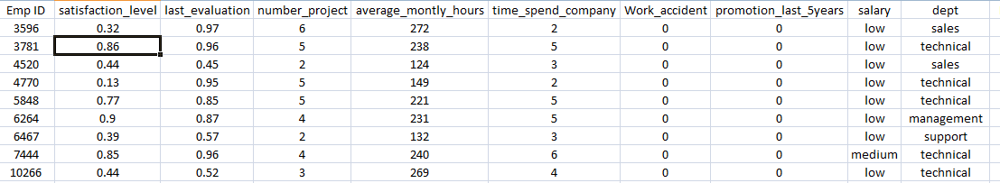 Emp ID satisfaction_level last_evaluation number_project average_montly_hours time_spend_company Work_accident promotion_last_5years salary dept
3596 0.32 0.97 6 272 2 0 0 low sales
3781 0.86 0.96 5 238 5 0 0 low technical
4520 0.44 0.45 2 124 3 0 0 low sales
4770 0.13 0.95 5 149 2 0 0 low technical
5848 0.77 0.85 5 221 5 0 0 low technical
6264 0.9 0.87 4 231 5 0 0 low management
6467 0.39 0.57 2 132 3 0 0 low support
7444 0.85 0.96 4 240 6 0 0 medium technical
10266 0.44 0.52 3 269 4 0 0 low technical